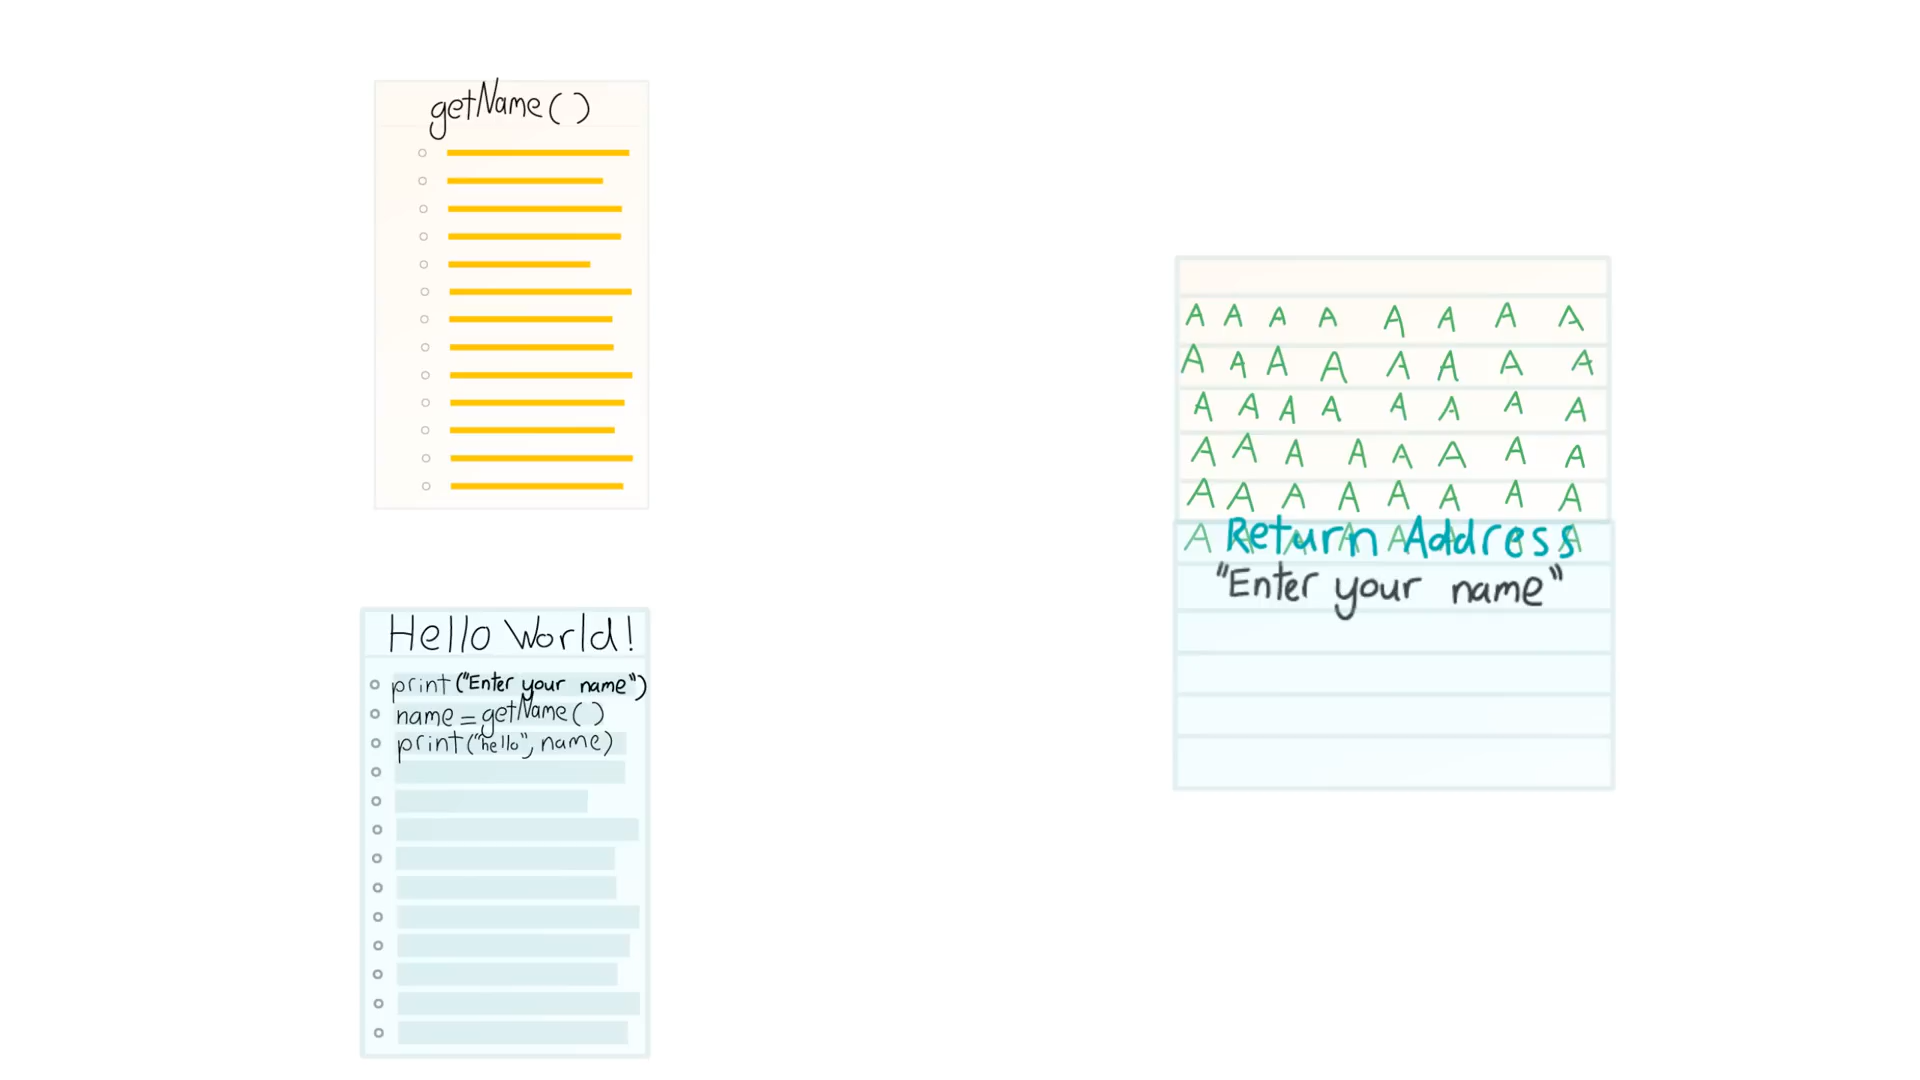 getName()
Hello World!
print("Enter your name")
name = getName()
print("hello", name)
A A A A A A A A
A A A A A A A A
A A A A A A A A
A A A A A A A A
A A A A A A A A
A A A A A A A A
Return Address
"Enter your name"